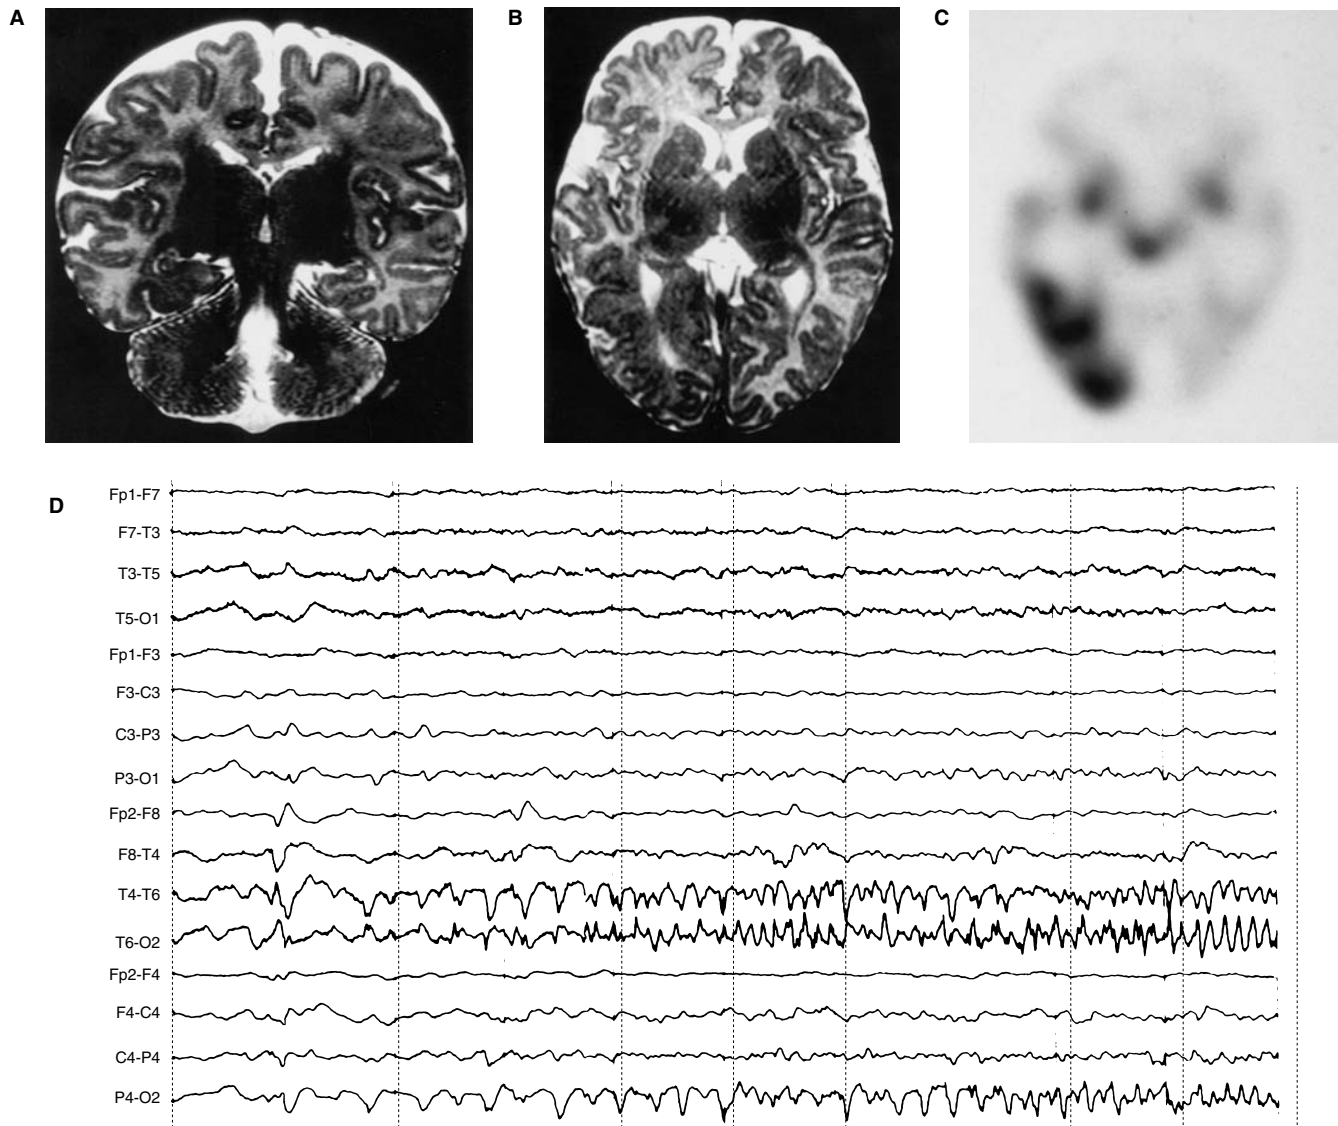 A
B
C
D
Fp1-F7
F7-T3
T3-T5
T5-O1
Fp1-F3
F3-C3
C3-P3
P3-O1
Fp2-F8
F8-T4
T4-T6
T6-O2
Fp2-F4
F4-C4
C4-P4
P4-O2